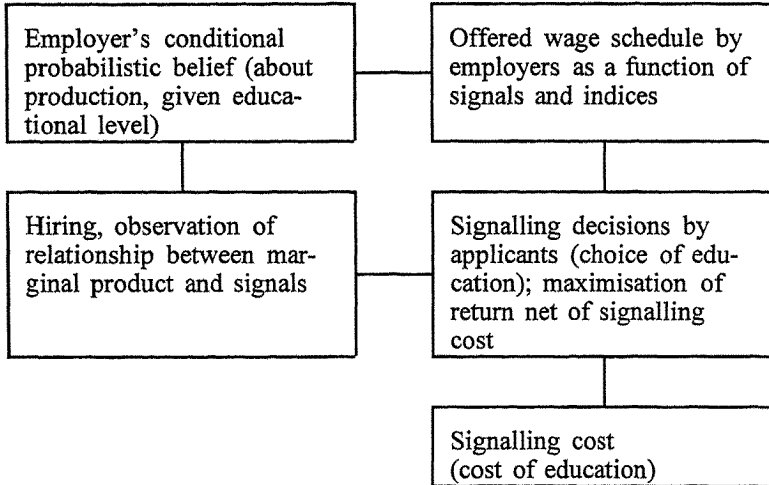 Employer's conditional
probabilistic belief (about
production, given educa-
tional level)
Offered wage schedule by
employers as a function of
signals and indices
Hiring, observation of
relationship between mar-
ginal product and signals
Signalling decisions by
applicants (choice of edu-
cation); maximisation of
return net of signalling
cost
Signalling cost
(cost of education)